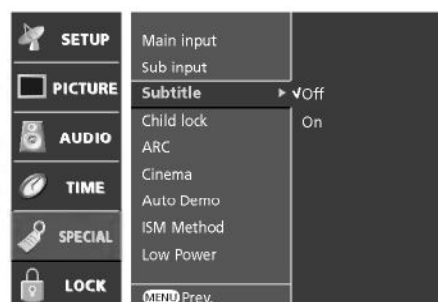 SETUP
PICTURE
AUDIO
TIME
SPECIAL
LOCK
Main input
Sub input
Subtitle
Child lock
ARC
Cinema
Auto Demo
ISM Method
Low Power
MENU Prev.
√Off
On